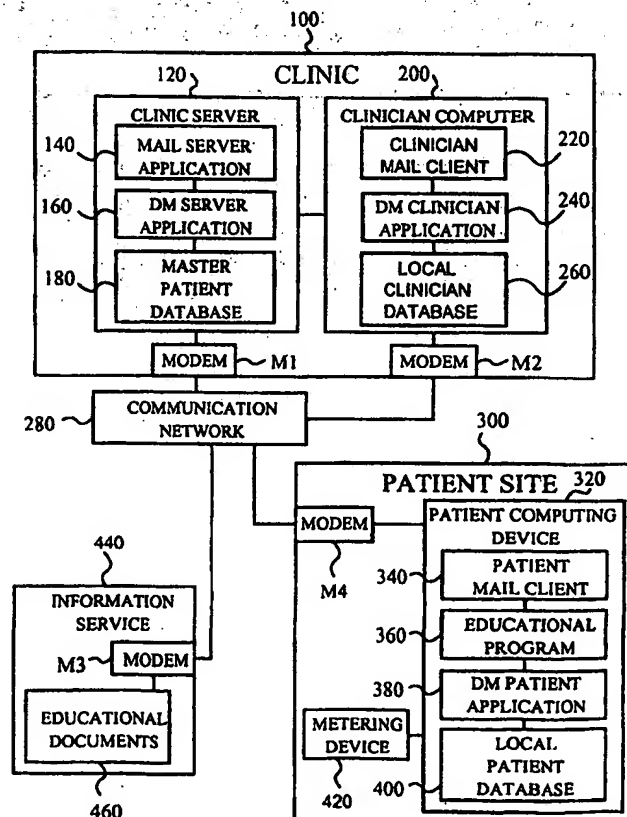 100
CLINIC
120
200
CLINIC SERVER
CLINICIAN COMPUTER
140
MAIL SERVER
APPLICATION
CLINICIAN
MAIL CLIENT
220
160
DM SERVER
APPLICATION
DM CLINICIAN
APPLICATION
240
180
MASTER
PATIENT
DATABASE
LOCAL
CLINICIAN
DATABASE
260
MODEM
M1
MODEM
M2
280
COMMUNICATION
NETWORK
300
PATIENT SITE
320
MODEM
M4
PATIENT COMPUTING
DEVICE
340
PATIENT
MAIL CLIENT
360
EDUCATIONAL
PROGRAM
380
DM PATIENT
APPLICATION
METERING
DEVICE
420
400
LOCAL
PATIENT
DATABASE
440
INFORMATION
SERVICE
M3
MODEM
EDUCATIONAL
DOCUMENTS
460